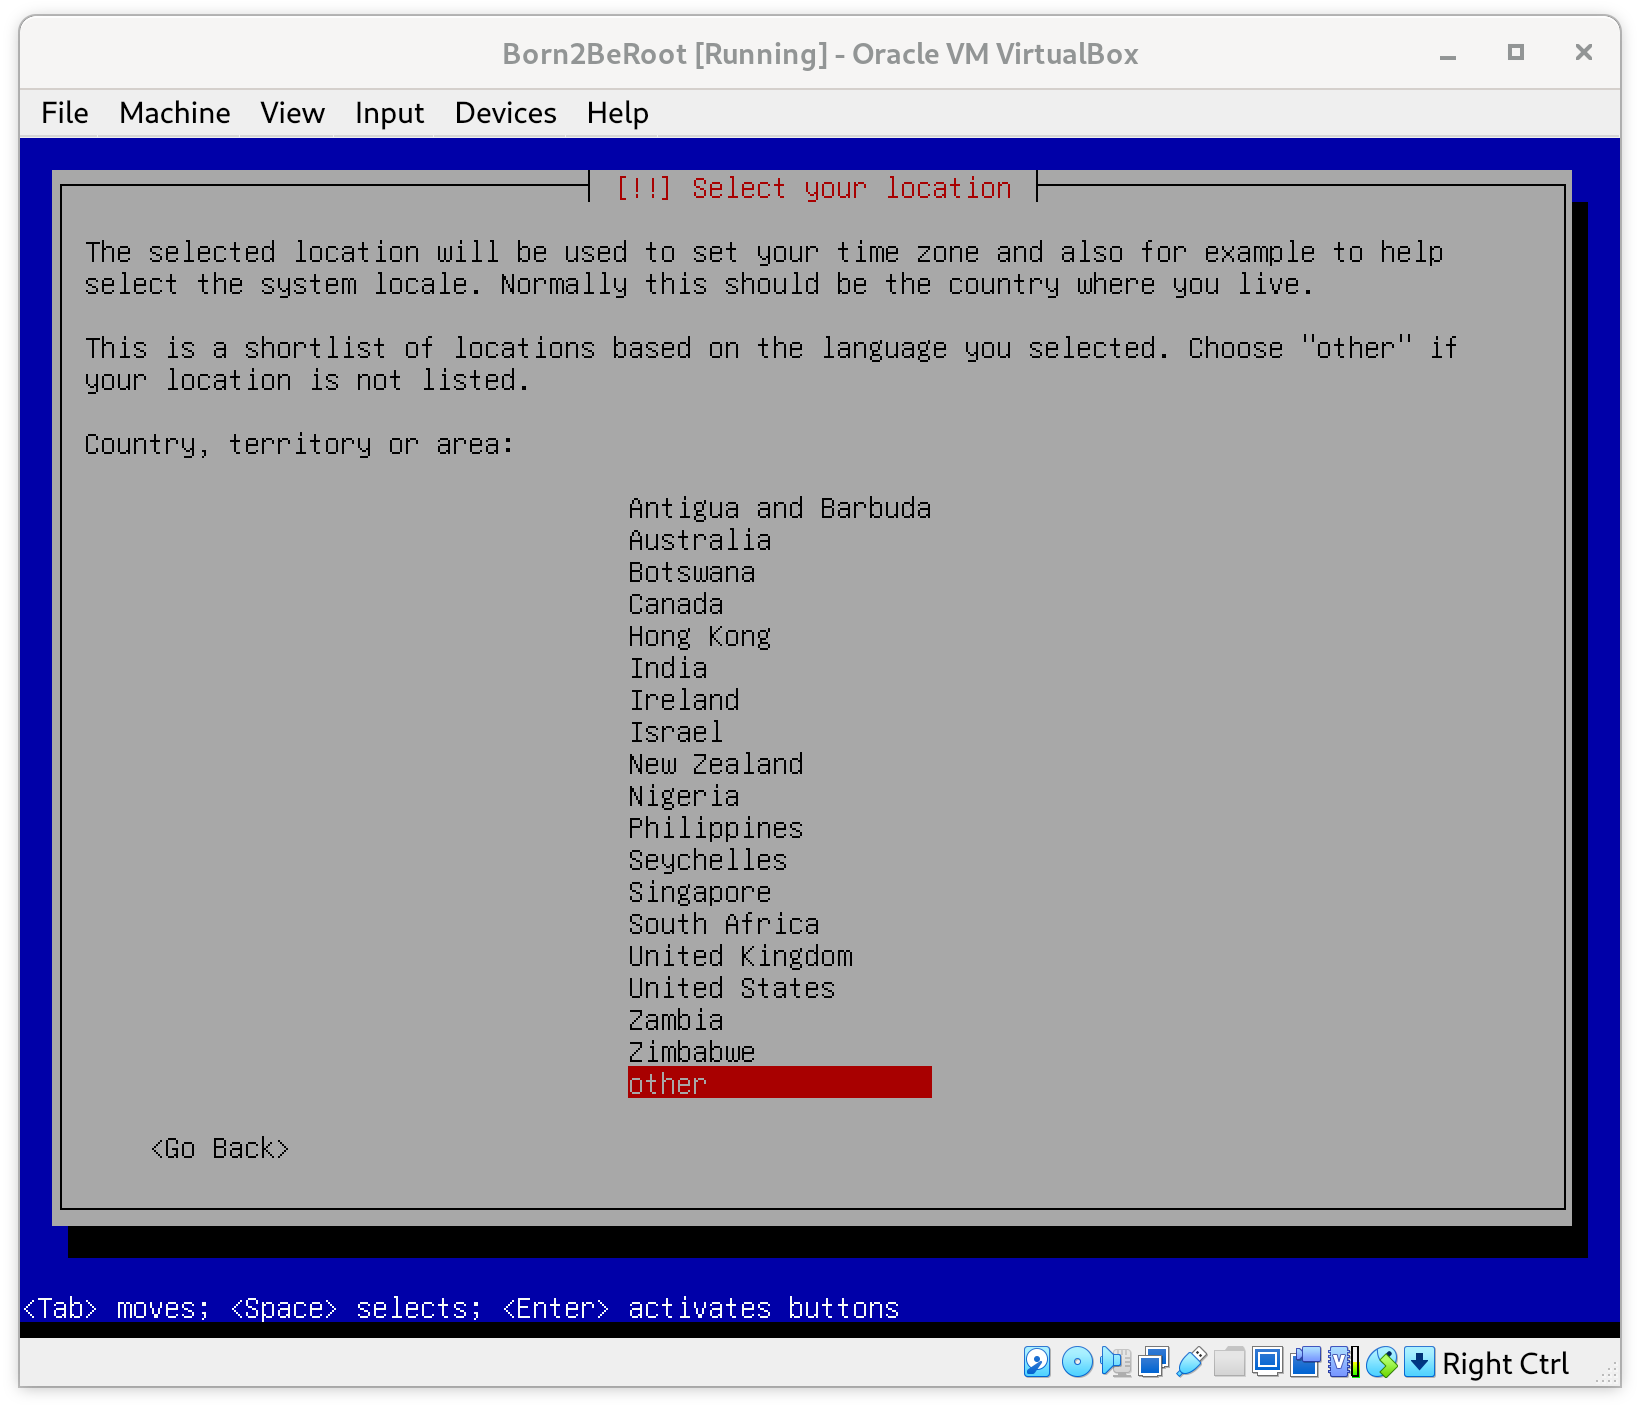 Born2BeRoot [Running] - Oracle VM VirtualBox
File Machine View Input Devices Help
[!!] Select your location
The selected location will be used to set your time zone and also for example to help
select the system locale. Normally this should be the country where you live.
This is a shortlist of locations based on the language you selected. Choose "other" if
your location is not listed.
Country, territory or area:
Antigua and Barbuda
Australia
Botswana
Canada
Hong Kong
India
Ireland
Israel
New Zealand
Nigeria
Philippines
Seychelles
Singapore
South Africa
United Kingdom
United States
Zambia
Zimbabwe
other
<Go Back>
<Tab> moves; <Space> selects; <Enter> activates buttons
Right Ctrl